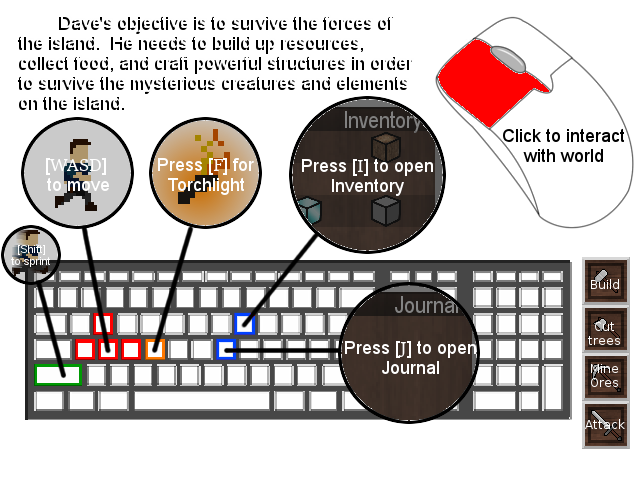 Dave's objective is to survive the forces of
the island. He needs to build up resources,
collect food, and craft powerful structures in order
to survive the mysterious creatures and elements
on the island.
Click to interact
with world
[WASD]
to move
Press [F] for
Torchlight
Inventory
Press [I] to open
Inventory
[Shift]
to sprint
Journal
Press [J] to open
Journal
Build
Cut
trees
Mine
Ores
Attack